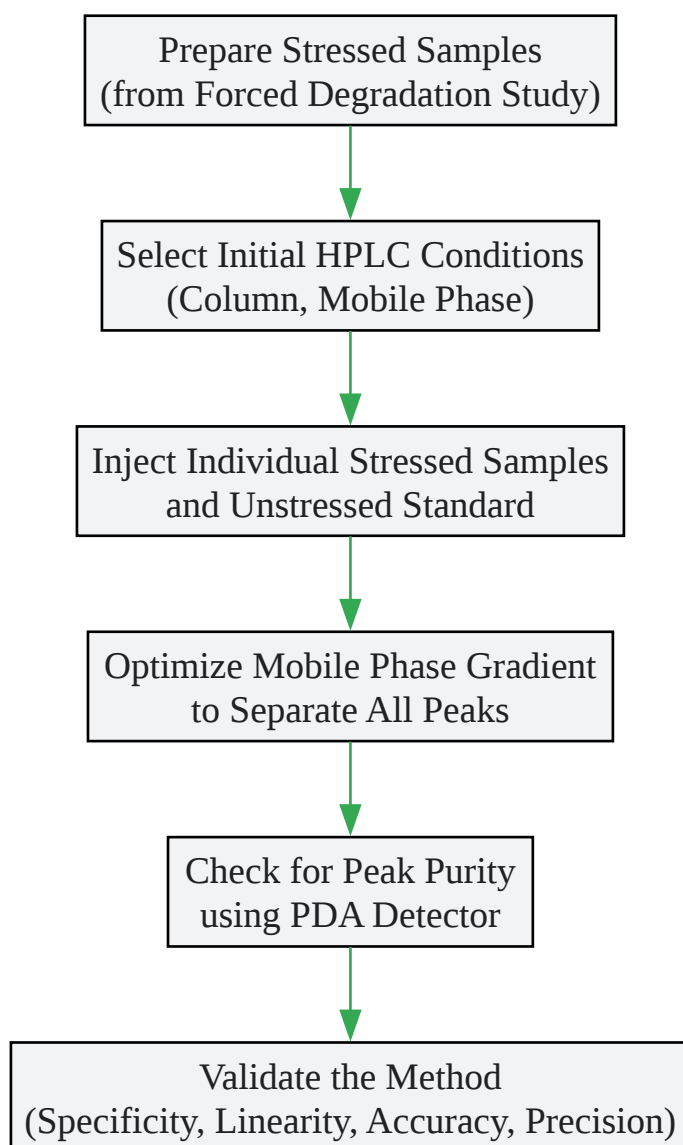 Prepare Stressed Samples
(from Forced Degradation Study)
Select Initial HPLC Conditions
(Column, Mobile Phase)
Inject Individual Stressed Samples
and Unstressed Standard
Optimize Mobile Phase Gradient
to Separate All Peaks
Check for Peak Purity
using PDA Detector
Validate the Method
(Specificity, Linearity, Accuracy, Precision)